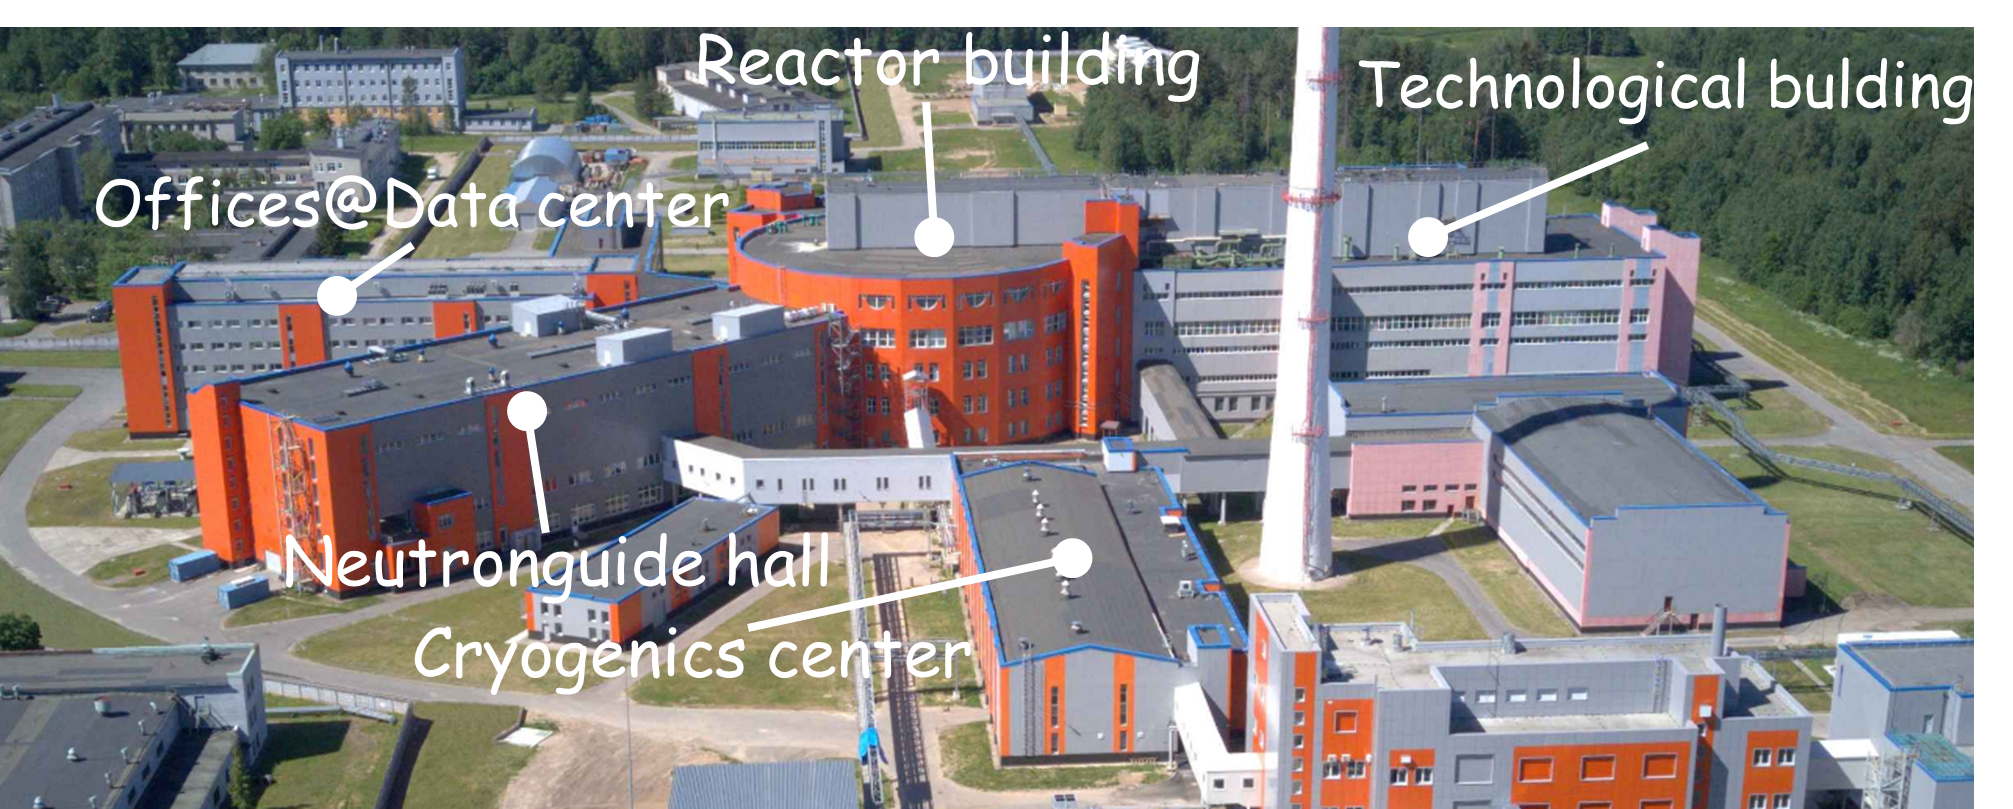 Reactor building
Technological bulding
Offices@Data center
Neutronguide hall
Cryogenics center